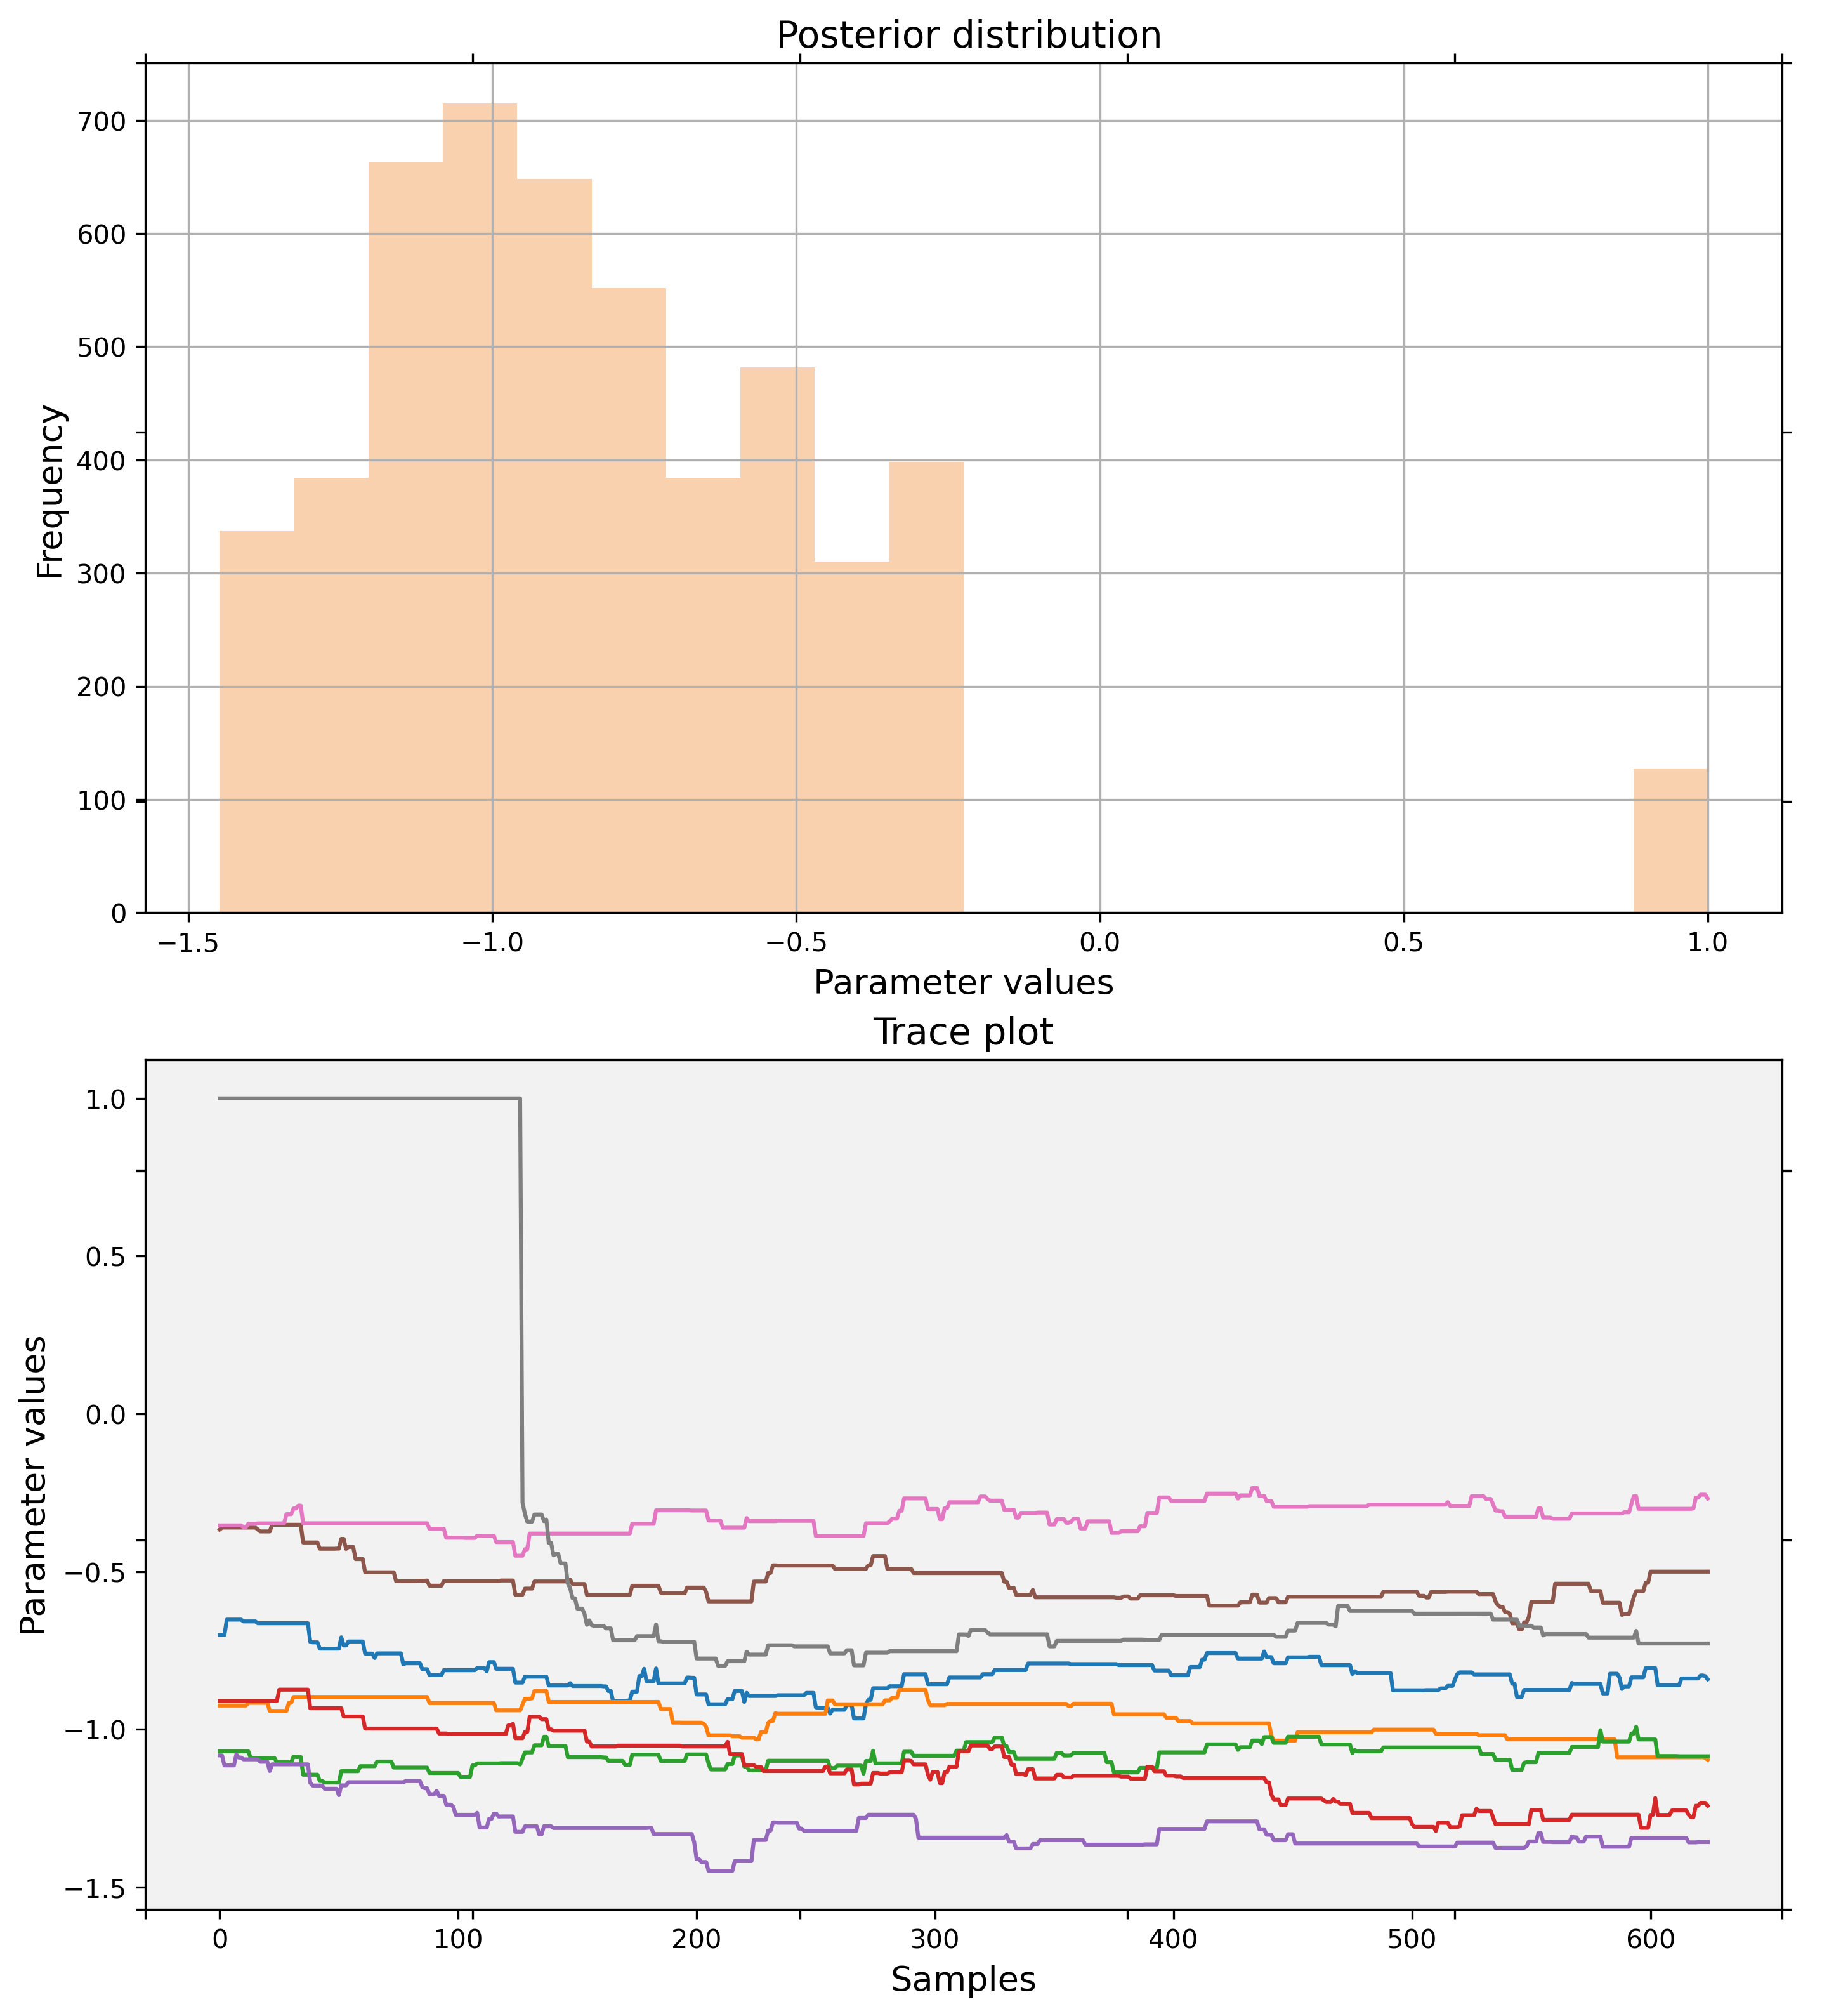 Posterior distribution
700
600
500
400
300
200
100
0
Frequency
−1.5 −1.0 −0.5 0.0 0.5 1.0
Parameter values
Trace plot
1.0
0.5
0.0
−0.5
−1.0
−1.5
Parameter values
0 100 200 300 400 500 600
Samples